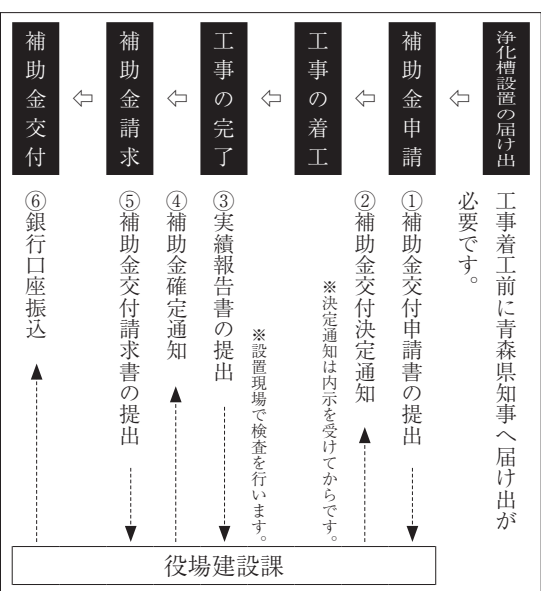 浄化槽設置の届け出
工事着工前に青森県知事へ届け出が
必要です。
⇦
補助金申請
①補助金交付申請書の提出
⇦
②補助金交付決定通知
※決定通知は内示を受けてからです。
工事の着工
⇦
※設置現場で検査を行います。
工事の完了
③実績報告書の提出
⇦
④補助金確定通知
補助金請求
⑤補助金交付請求書の提出
⇦
補助金交付
⑥銀行口座振込
役場建設課